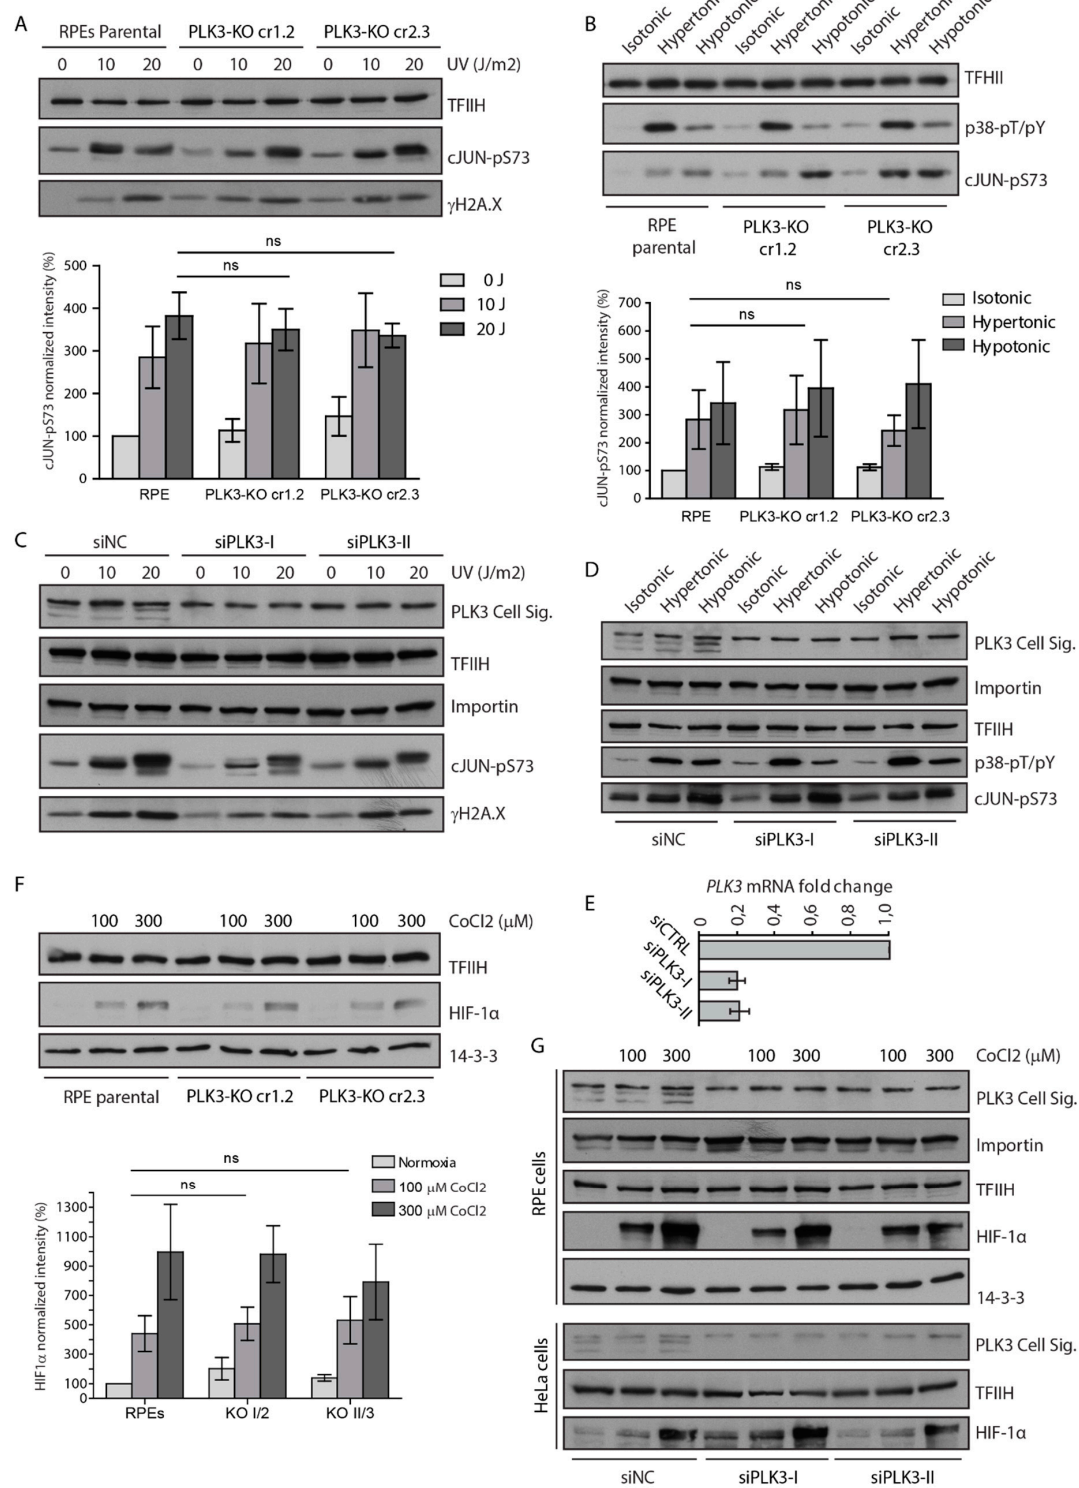 A
RPEs Parental PLK3-KO cr1.2 PLK3-KO cr2.3
0 10 20 0 10 20 0 10 20 UV (J/m2)
TFIIH
cJUN-pS73
γH2A.X
ns
ns
cJUN-pS73 normalized intensity (%)
500
400
300
200
100
0
0 J
10 J
20 J
RPE PLK3-KO cr1.2 PLK3-KO cr2.3
B
Isotonic Hypertonic Hypotonic Isotonic Hypertonic Hypotonic Isotonic Hypertonic Hypotonic
TFHII
p38-pT/pY
cJUN-pS73
RPE parental
PLK3-KO cr1.2
PLK3-KO cr2.3
ns
ns
cJUN-pS73 normalized intensity (%)
700
600
500
400
300
200
100
0
Isotonic
Hypertonic
Hypotonic
RPE PLK3-KO cr1.2 PLK3-KO cr2.3
C
siNC siPLK3-I siPLK3-II
0 10 20 0 10 20 0 10 20 UV (J/m2)
PLK3 Cell Sig.
TFIIH
Importin
cJUN-pS73
γH2A.X
D
Isotonic Hypertonic Hypotonic Isotonic Hypertonic Hypotonic Isotonic Hypertonic Hypotonic
PLK3 Cell Sig.
Importin
TFIIH
p38-pT/pY
cJUN-pS73
siNC siPLK3-I siPLK3-II
E
PLK3 mRNA fold change
0 0,2 0,4 0,6 0,8 1,0
siCTRL
siPLK3-I
siPLK3-II
F
100 300 100 300 100 300 CoCl2 (µM)
TFIIH
HIF-1α
14-3-3
RPE parental PLK3-KO cr1.2 PLK3-KO cr2.3
ns
ns
HIF1α normalized intensity (%)
1300
1100
900
700
500
300
100
0
Normoxia
100 µM CoCl2
300 µM CoCl2
RPEs KO I/2 KO II/3
G
100 300 100 300 100 300 CoCl2 (µM)
RPE cells
PLK3 Cell Sig.
Importin
TFIIH
HIF-1α
14-3-3
HeLa cells
PLK3 Cell Sig.
TFIIH
HIF-1α
siNC siPLK3-I siPLK3-II